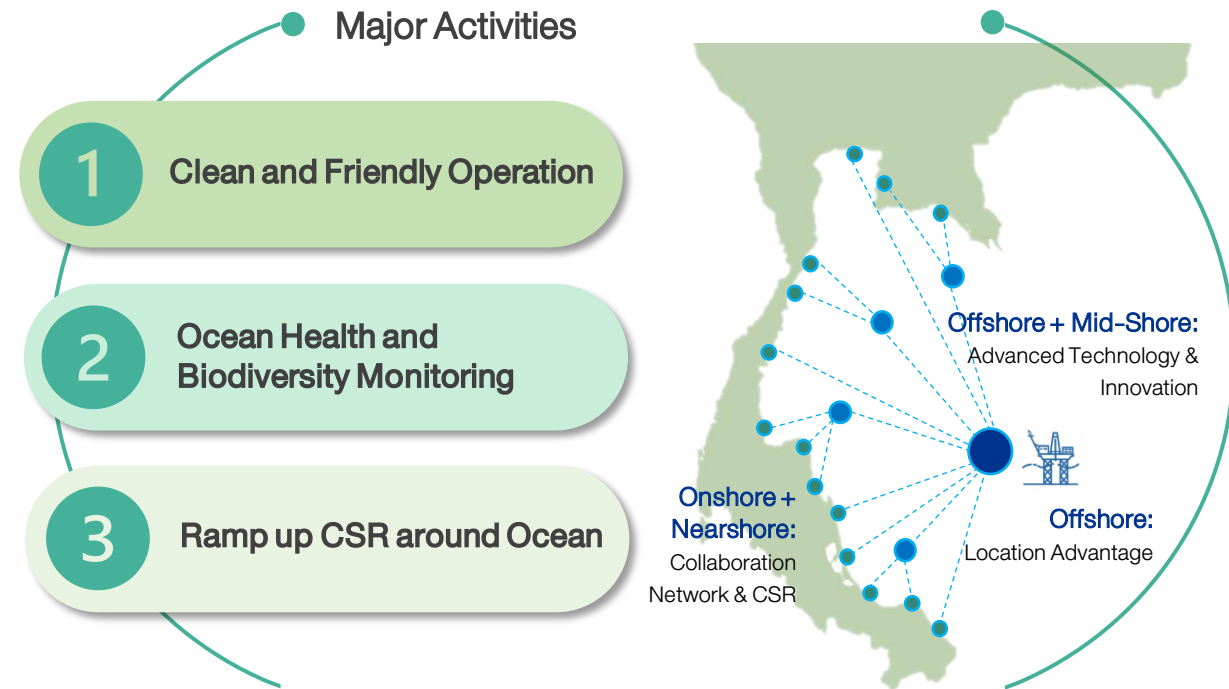 Major Activities
1
Clean and Friendly Operation
2
Ocean Health and
Biodiversity Monitoring
3
Ramp up CSR around Ocean
Offshore + Mid-Shore:
Advanced Technology &
Innovation
Onshore +
Nearshore:
Collaboration
Network & CSR
Offshore:
Location Advantage